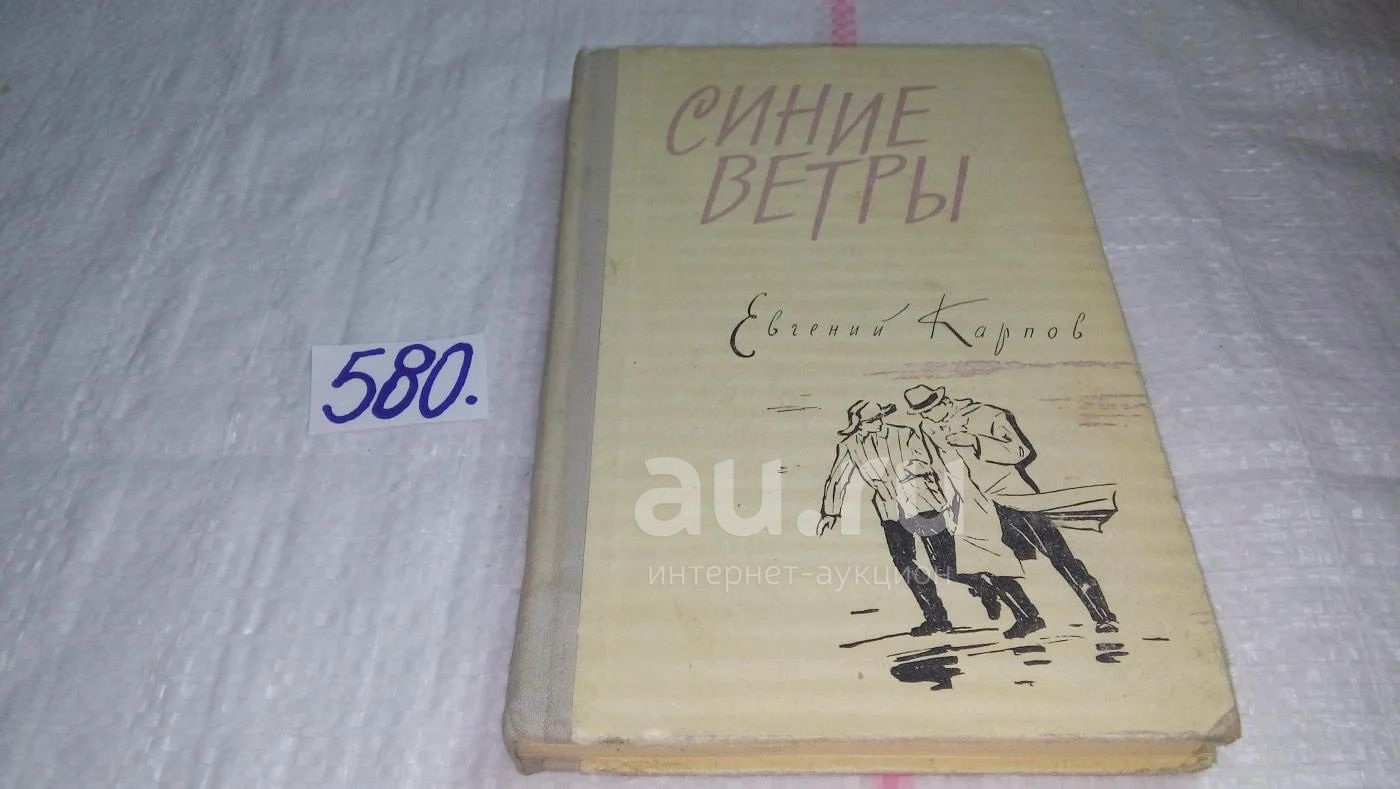 СИНИЕ
ВЕТРЫ
Евгений Карпов
580.
au.ru
интернет-аукцион